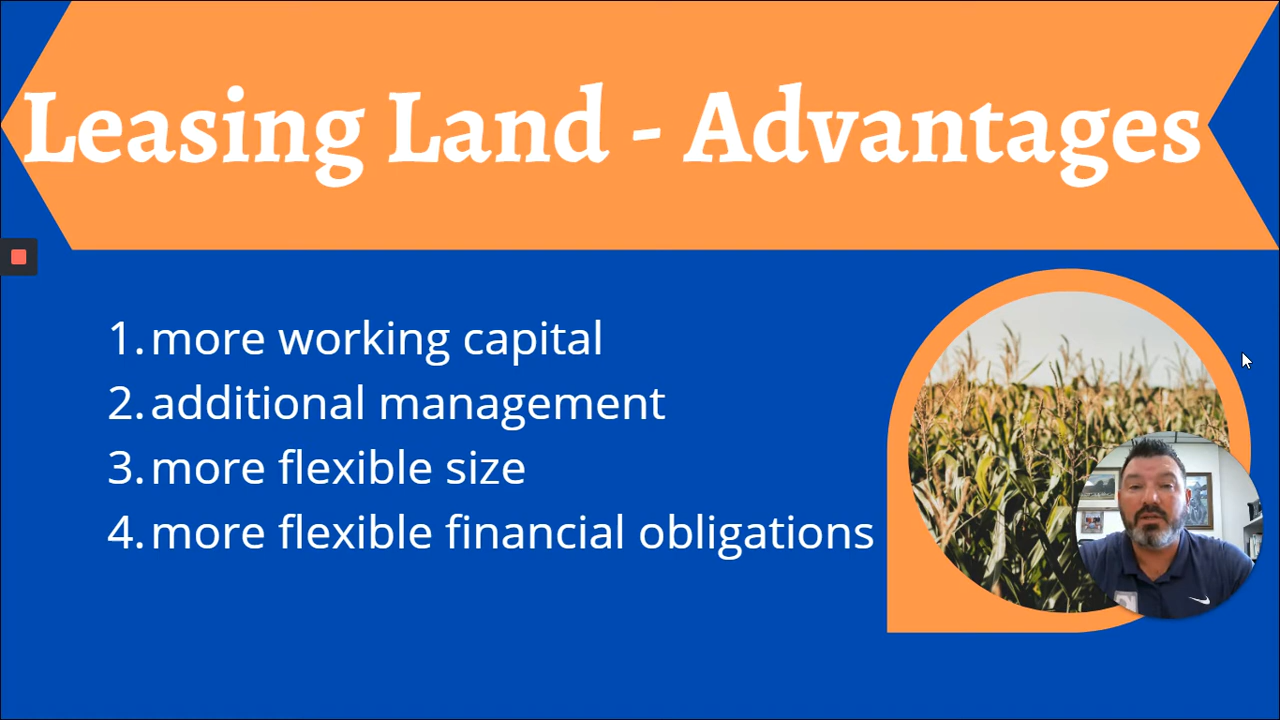 Leasing Land - Advantages
1. more working capital
2. additional management
3. more flexible size
4. more flexible financial obligations